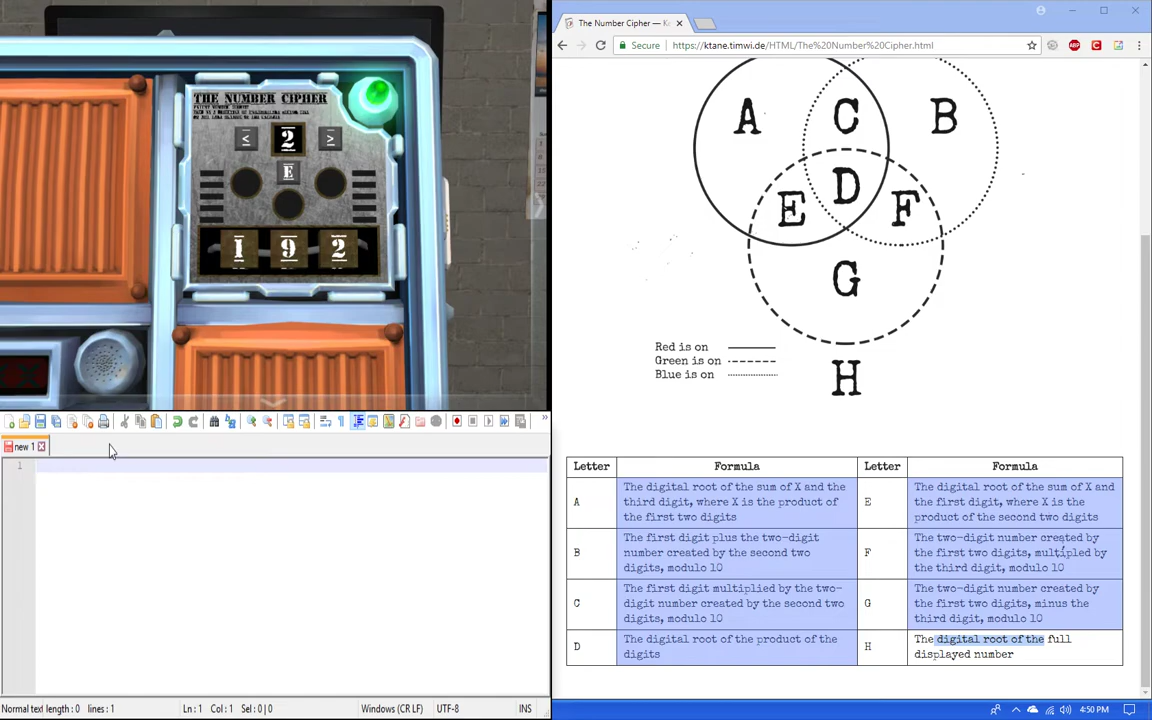 THE NUMBER CIPHER
<
2
>
E
1 9 2
new 1
1
Normal text length : 0 lines : 1 Ln : 1 Col : 1 Sel : 0 | 0 Windows (CR LF) UTF-8 INS
The Number Cipher — Ke
Secure https://ktane.timwi.de/HTML/The%20Number%20Cipher.html
A C B
D
E F
G
H
Red is on
Green is on
Blue is on
Letter Formula Letter Formula
A
The digital root of the sum of X and the
third digit, where X is the product of
the first two digits
E
The digital root of the sum of X and
the first digit, where X is the
product of the second two digits
B
The first digit plus the two-digit
number created by the second two
digits, modulo 10
F
The two-digit number created by
the first two digits, multipled by
the third digit, modulo 10
C
The first digit multiplied by the two-
digit number created by the second two
digits, modulo 10
G
The two-digit number created by
the first two digits, minus the
third digit, modulo 10
D
The digital root of the product of the
digits
H
The digital root of the full
displayed number
4:50 PM